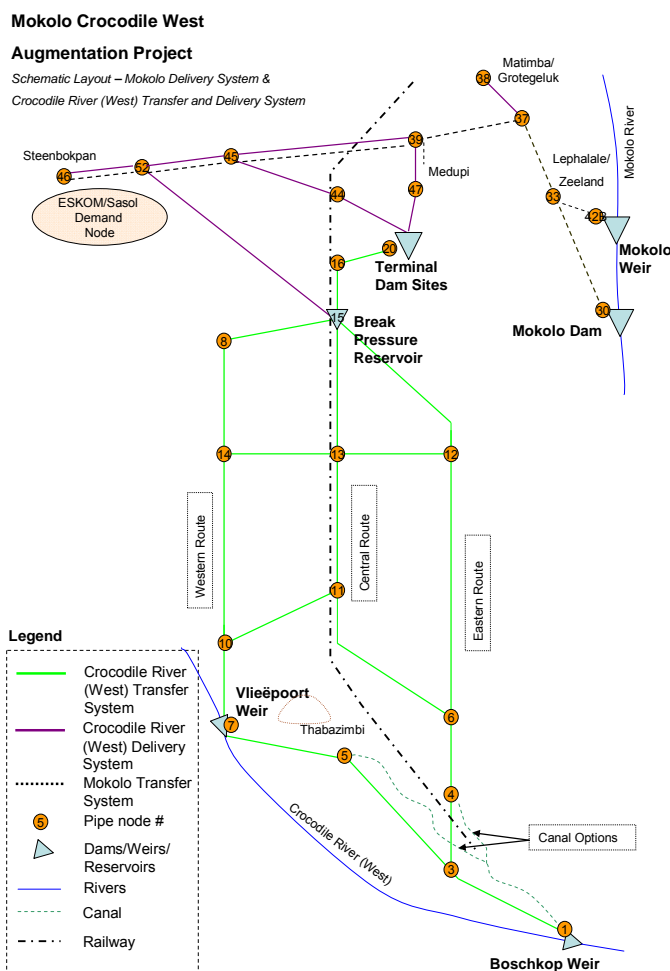 Mokolo Crocodile West
Augmentation Project
Schematic Layout – Mokolo Delivery System &
Crocodile River (West) Transfer and Delivery System
Matimba/
Grotegeluk
38
37
39
Mokolo River
Steenbokpan
45
52
46
Medupi
Lephalale/
Zeeland
47
44
33
42B
ESKOM/Sasol
Demand
Node
20
16
Terminal
Dam Sites
Mokolo
Weir
30
Mokolo Dam
15
Break
Pressure
Reservoir
8
14
13
12
Western Route
Central Route
Eastern Route
11
10
6
Legend
Crocodile River
(West) Transfer
System
Crocodile River
(West) Delivery
System
Mokolo Transfer
System
5
Pipe node #
Dams/Weirs/
Reservoirs
Rivers
Canal
Railway
Vlieëpoort
Weir
7
Thabazimbi
5
4
Canal Options
Crocodile River (West)
3
1
Boschkop Weir